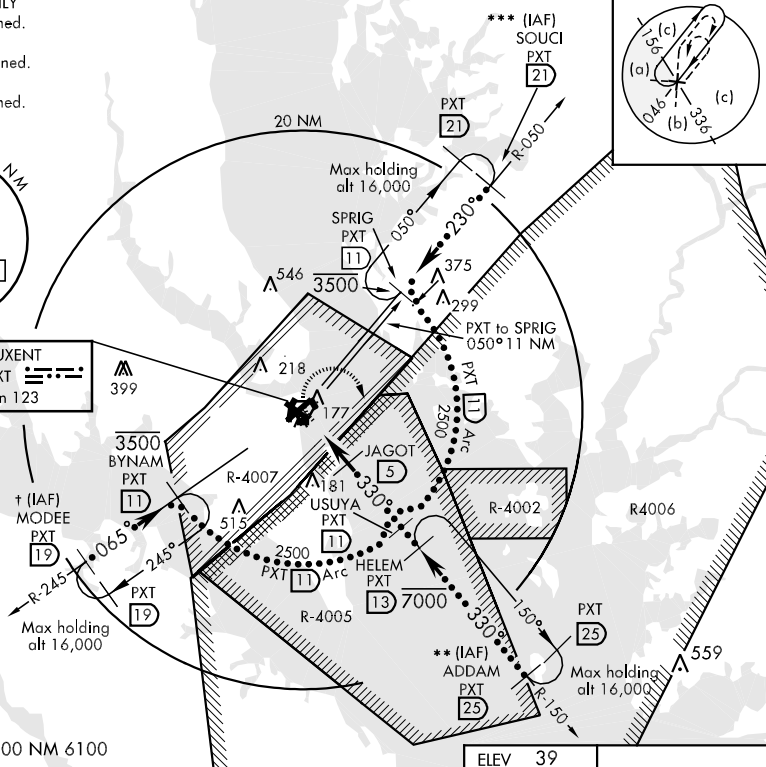 LY
ned.
ned.
ned.
NM
*** (IAF)
SOUCI
PXT
21
PXT
21
R-050
(c)
156
(a)
(c)
046
(b)
336
20 NM
Max holding
alt 16,000
SPRIG
PXT
11
050°
230°
546
3500
375
299
PXT to SPRIG
050° 11 NM
UXENT
XT
n 123
399
218
177
PXT
11
Arc
2500
3500
BYNAM
PXT
11
R-4007
JAGOT
5
330°
181
USUYA
PXT
11
R-4002
R4006
† (IAF)
MODEE
PXT
19
065°
245°
515
2500
PXT 11 Arc
HELEM
PXT
13
7000
R-245
PXT
19
Max holding
alt 16,000
R-4005
330°
150°
PXT
25
** (IAF)
ADDAM
PXT
25
Max holding
alt 16,000
559
R-150
00 NM 6100
ELEV 39